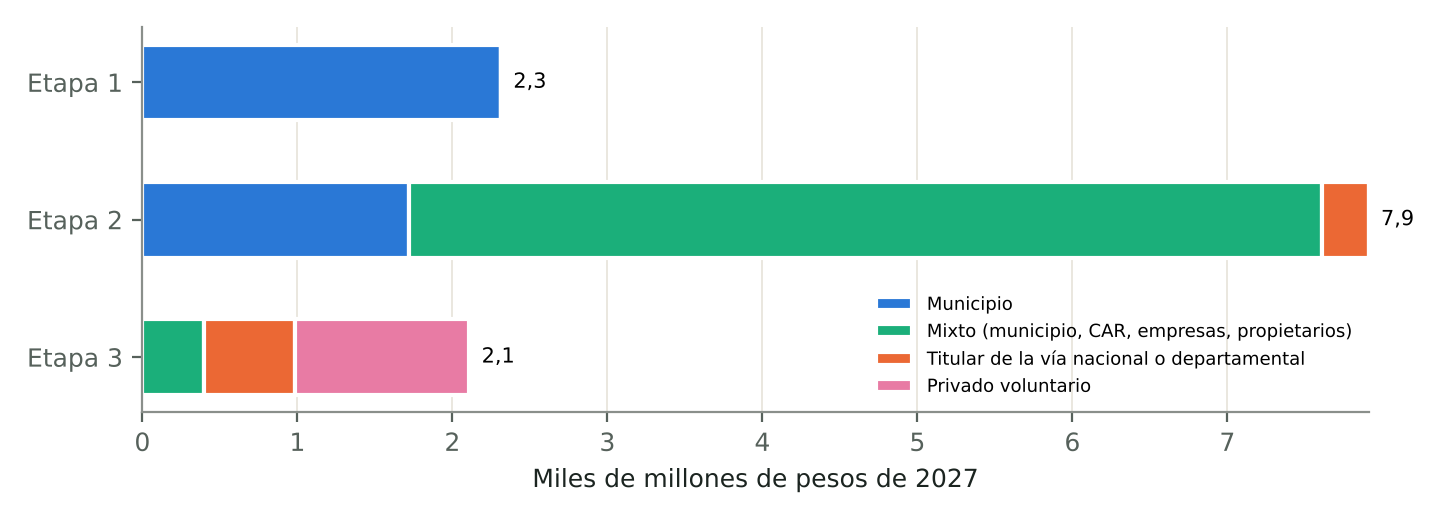 Etapa 1
2,3
Etapa 2
7,9
Municipio
Mixto (municipio, CAR, empresas, propietarios)
Etapa 3
2,1
Titular de la vía nacional o departamental
Privado voluntario
0 1 2 3 4 5 6 7
Miles de millones de pesos de 2027